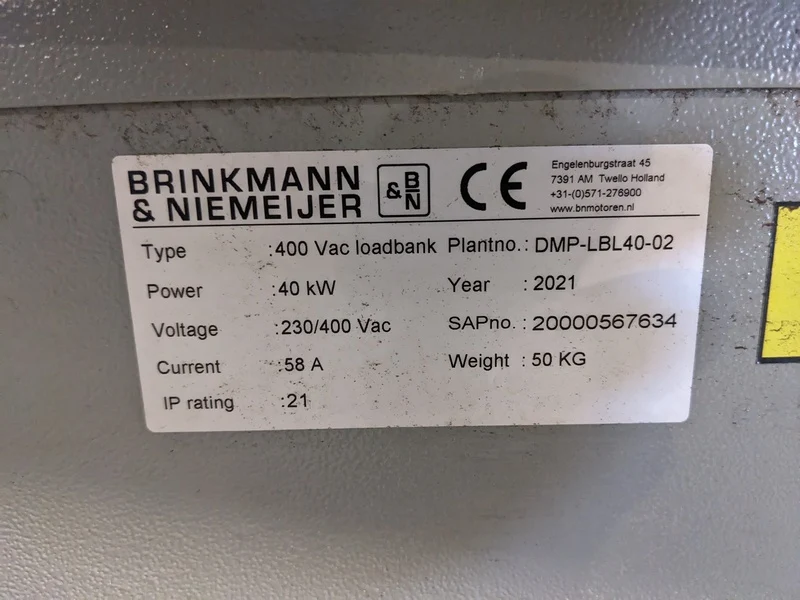 BRINKMANN
& NIEMEIJER
&B
N
CE
Engelenburgstraat 45
7391 AM Twello Holland
+31-(0)571-276900
www.bnmotoren.nl
Type :400 Vac loadbank Plantno.: DMP-LBL40-02
Power :40 kW Year : 2021
Voltage :230/400 Vac SAPno. : 20000567634
Current :58 A Weight : 50 KG
IP rating :21